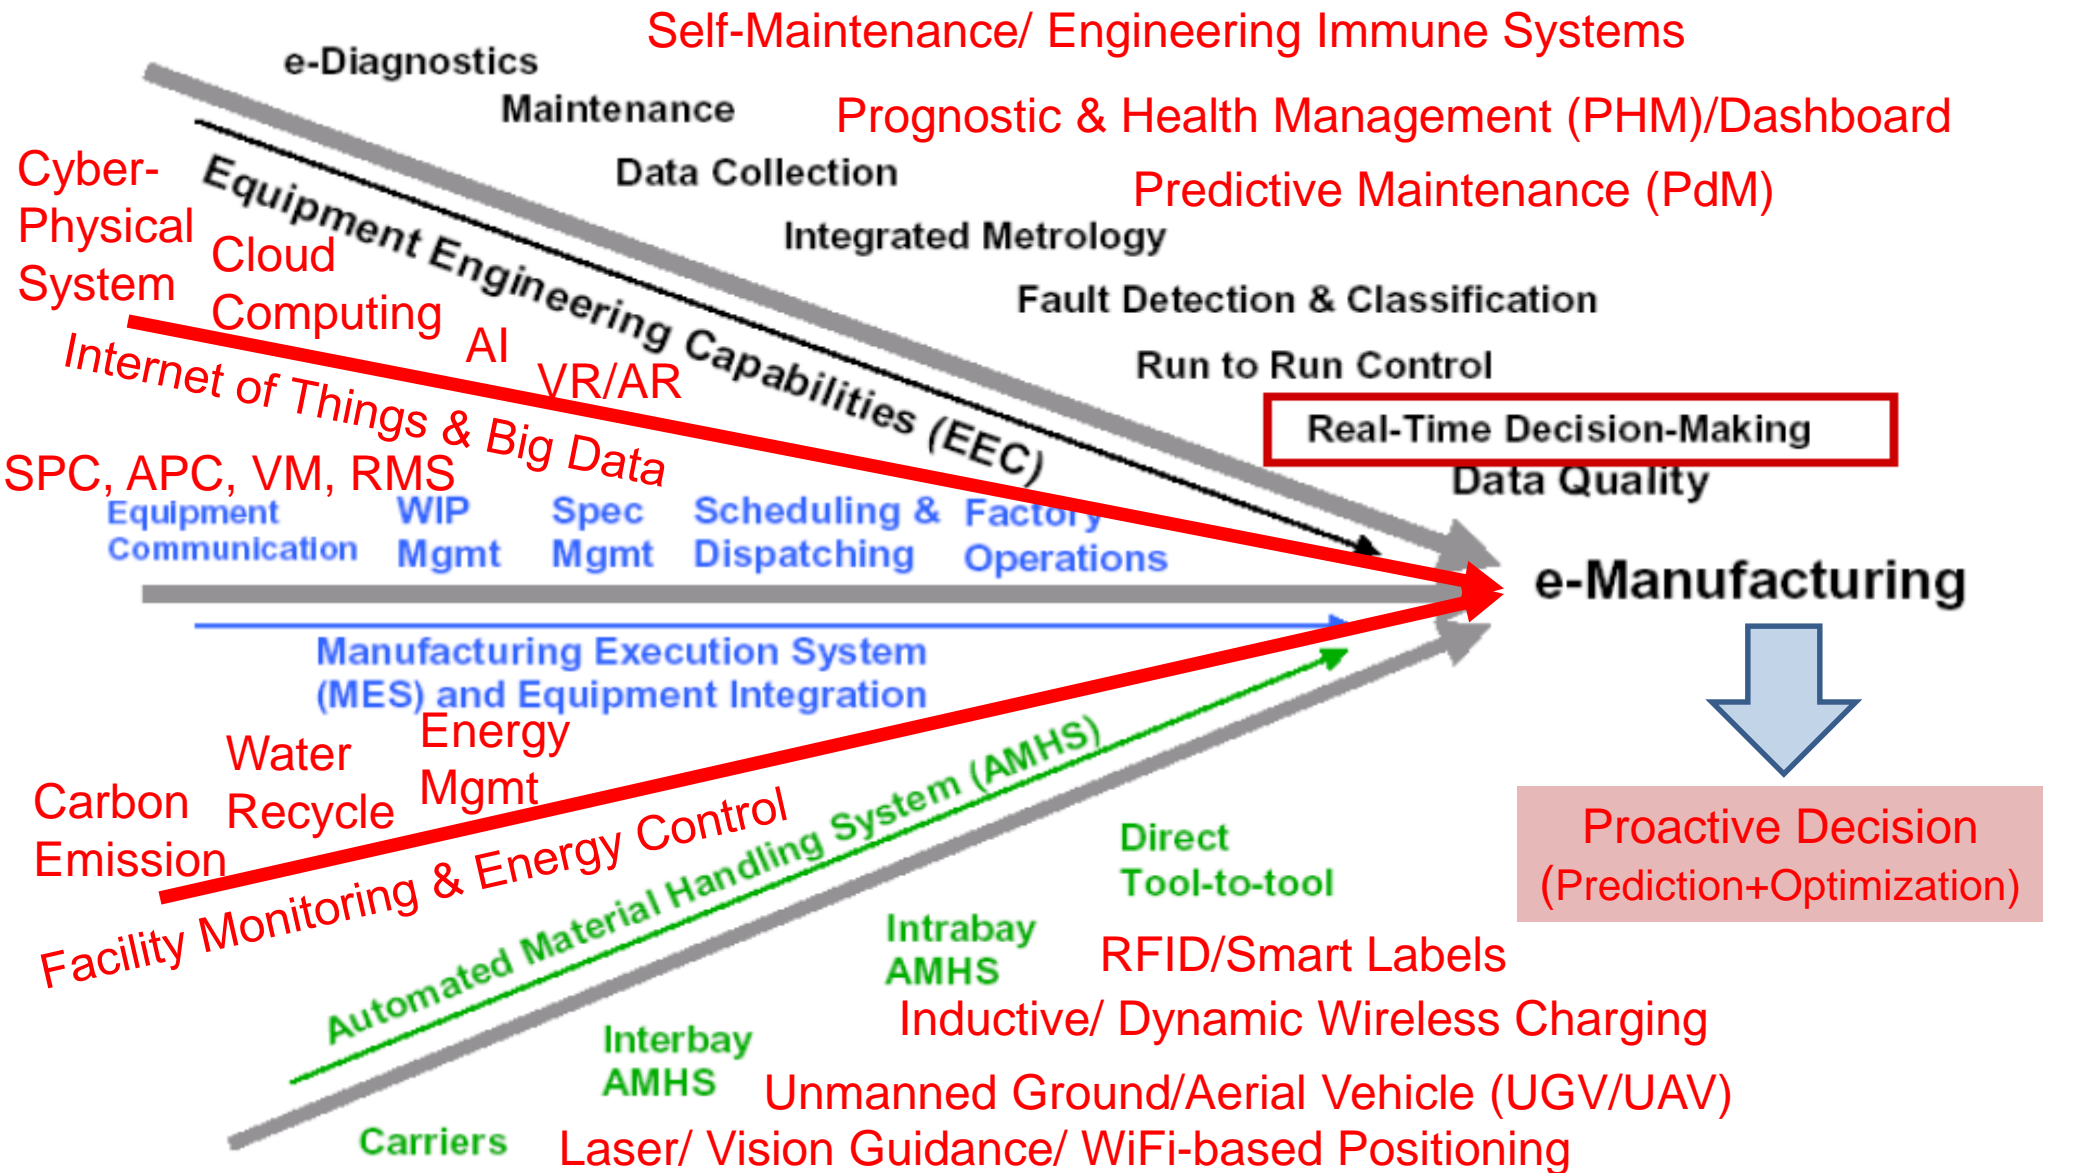 Self-Maintenance/ Engineering Immune Systems
e-Diagnostics
Maintenance
Prognostic & Health Management (PHM)/Dashboard
Data Collection
Predictive Maintenance (PdM)
Integrated Metrology
Fault Detection & Classification
Run to Run Control
Real-Time Decision-Making
Data Quality
Equipment Engineering Capabilities (EEC)
Cyber-
Physical
System
Cloud
Computing
AI
VR/AR
Internet of Things & Big Data
SPC, APC, VM, RMS
Equipment
Communication
WIP
Mgmt
Spec
Mgmt
Scheduling &
Dispatching
Factory
Operations
e-Manufacturing
Manufacturing Execution System
(MES) and Equipment Integration
Carbon
Emission
Water
Recycle
Energy
Mgmt
Facility Monitoring & Energy Control
Automated Material Handling System (AMHS)
Proactive Decision
(Prediction+Optimization)
Direct
Tool-to-tool
Intrabay
AMHS
RFID/Smart Labels
Inductive/ Dynamic Wireless Charging
Interbay
AMHS
Unmanned Ground/Aerial Vehicle (UGV/UAV)
Carriers
Laser/ Vision Guidance/ WiFi-based Positioning